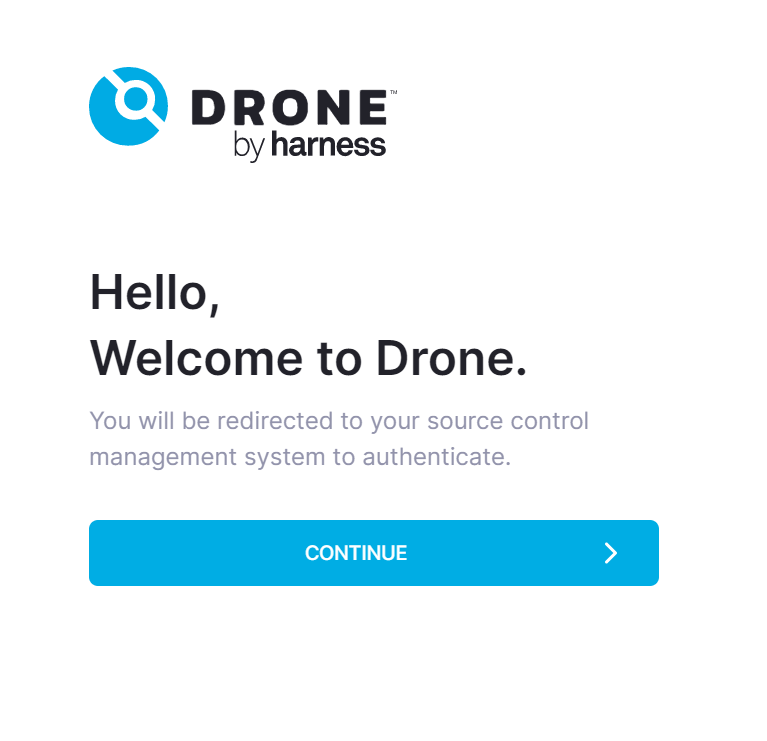 DRONE™
by harness
Hello,
Welcome to Drone.
You will be redirected to your source control
management system to authenticate.
CONTINUE